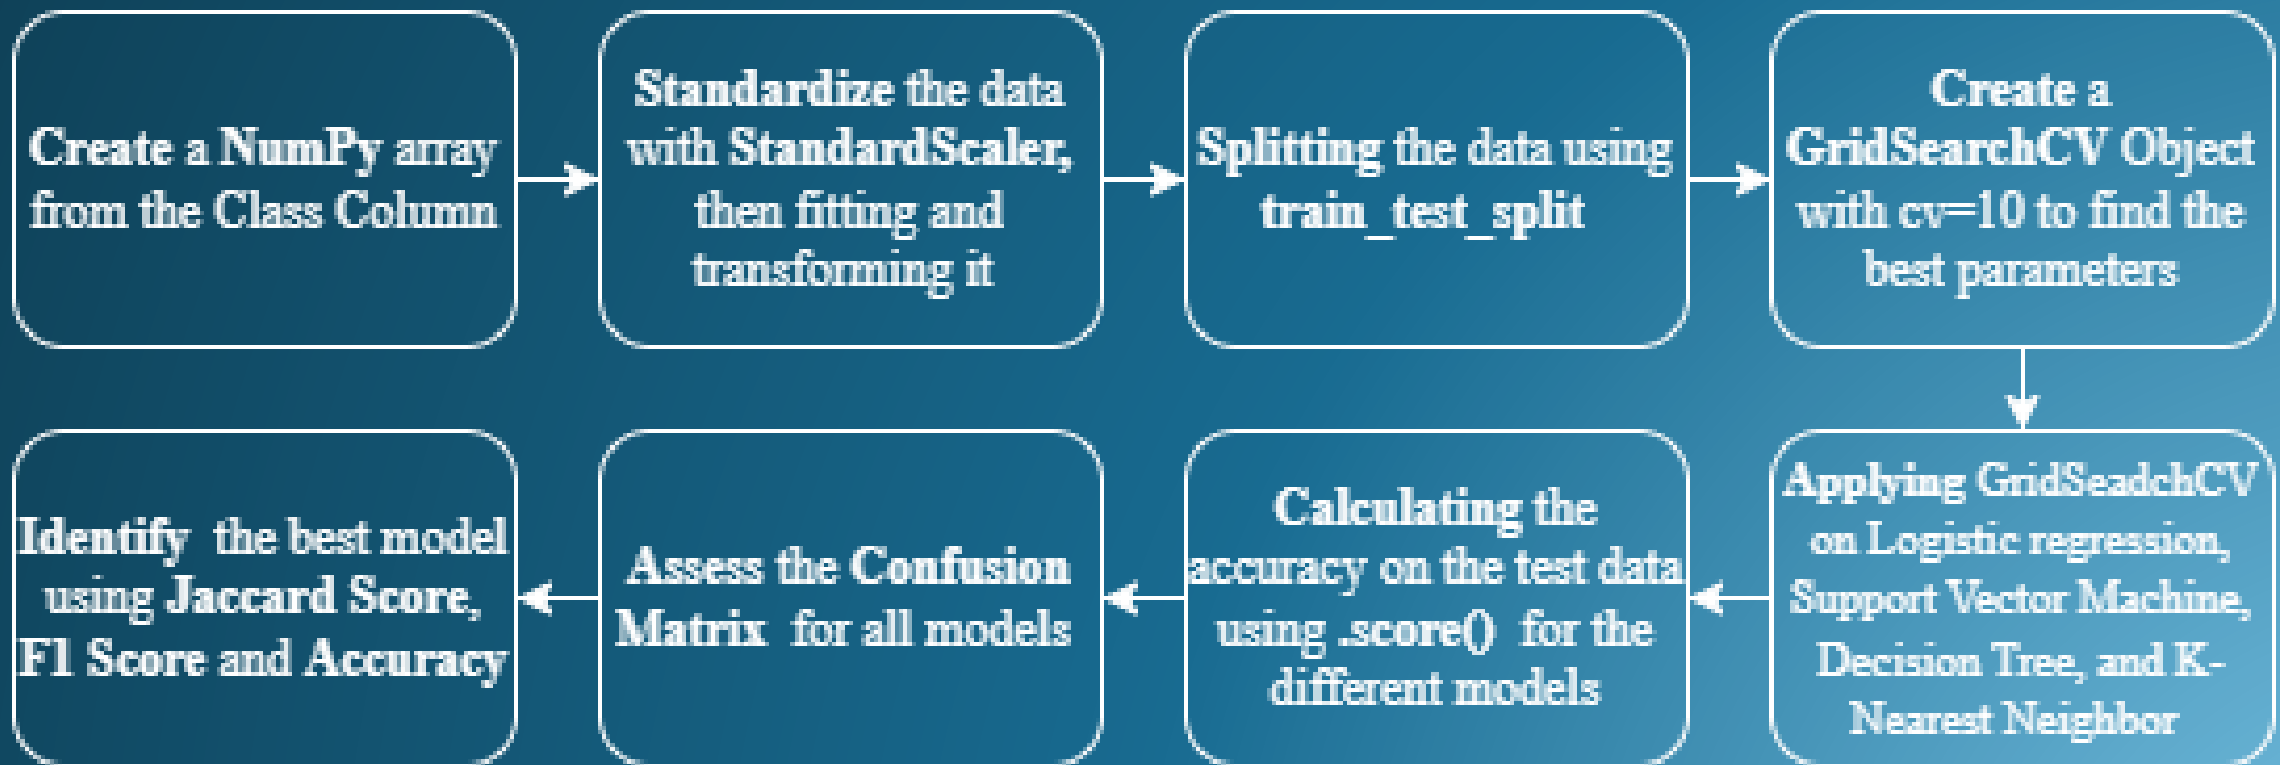 Create a NumPy array
from the Class Column
Standardize the data
with StandardScaler,
then fitting and
transforming it
Splitting the data using
train_test_split
Create a
GridSearchCV Object
with cv=10 to find the
best parameters
Applying GridSeadchCV
on Logistic regression,
Support Vector Machine,
Decision Tree, and K-
Nearest Neighbor
Calculating the
accuracy on the test data
using .score() for the
different models
Assess the Confusion
Matrix for all models
Identify the best model
using Jaccard Score,
F1 Score and Accuracy